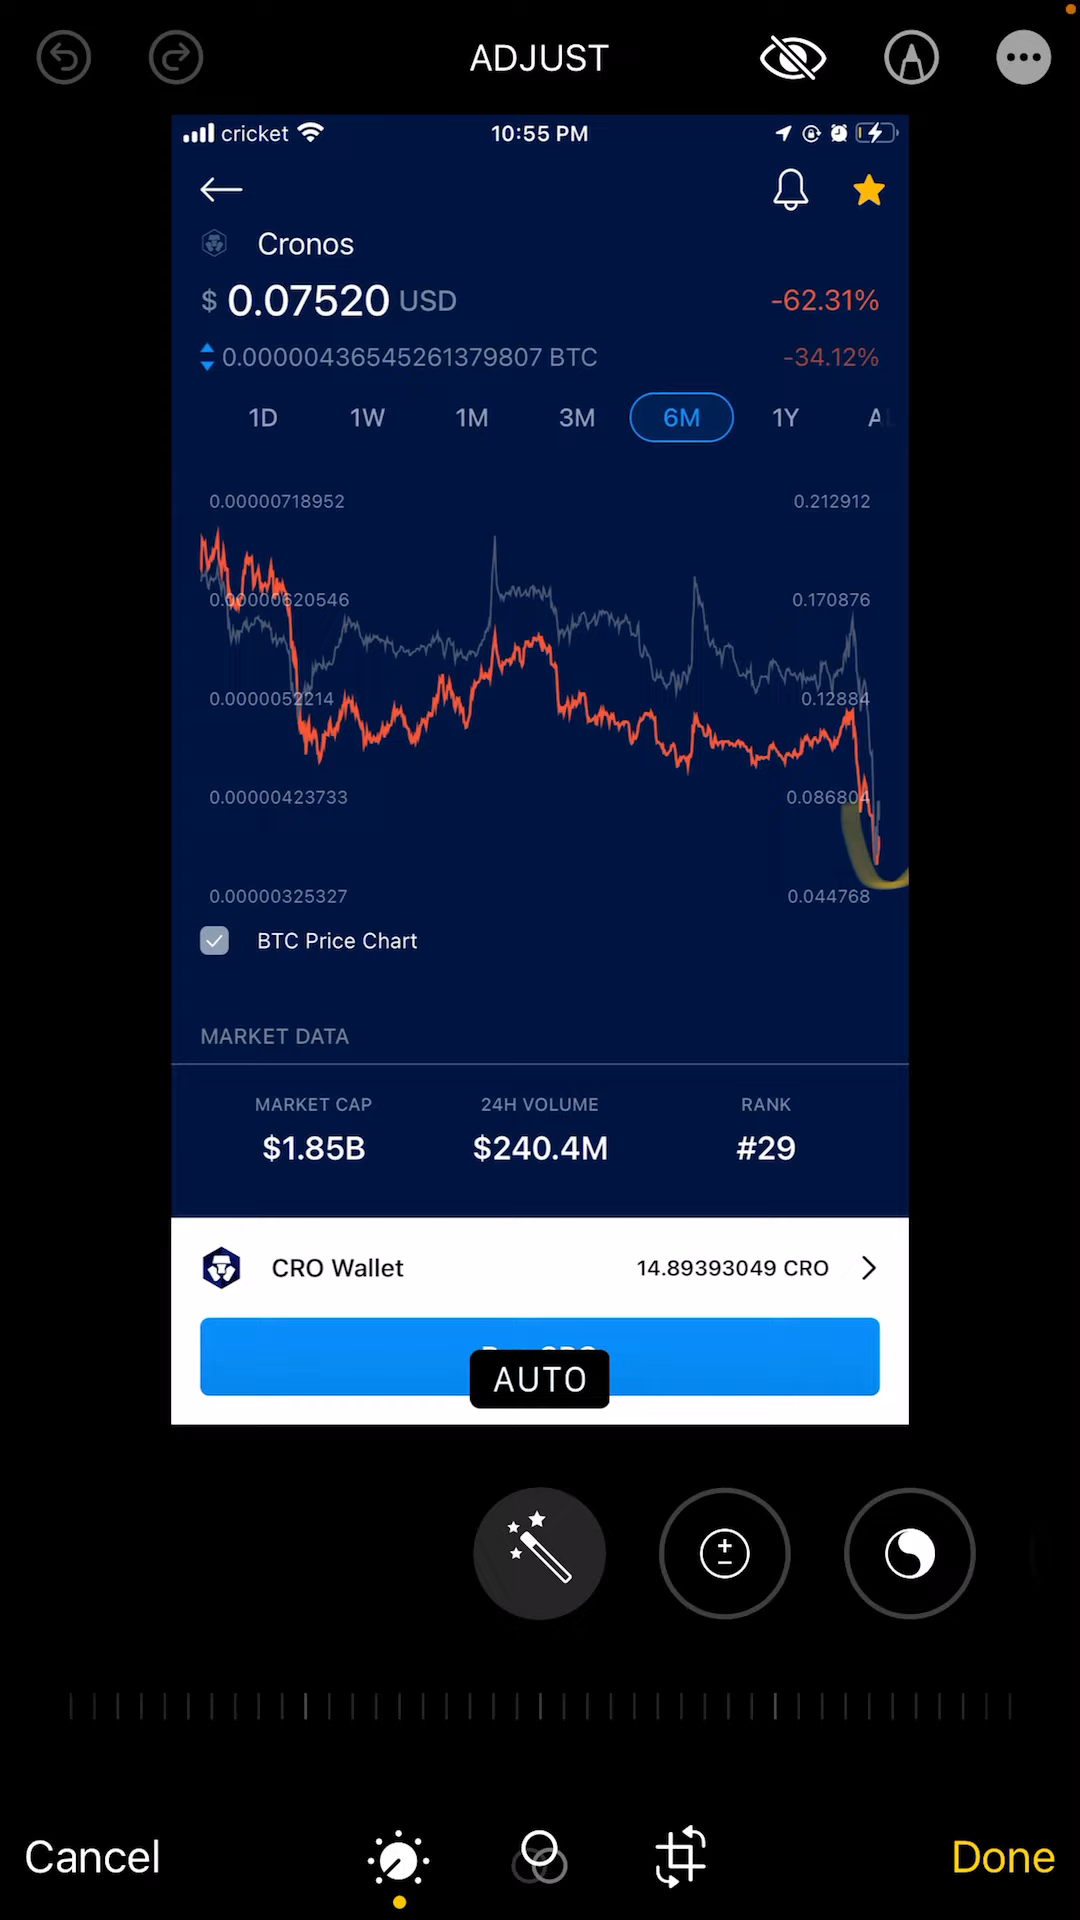 ADJUST
cricket 10:55 PM
Cronos
$ 0.07520 USD -62.31%
0.00000436545261379807 BTC -34.12%
1D 1W 1M 3M 6M 1Y
0.00000718952 0.212912
0.00000620546 0.170876
0.0000052214 0.12884
0.00000423733 0.086804
0.00000325327 0.044768
BTC Price Chart
MARKET DATA
MARKET CAP 24H VOLUME RANK
$1.85B $240.4M #29
CRO Wallet 14.89393049 CRO
AUTO
Cancel Done